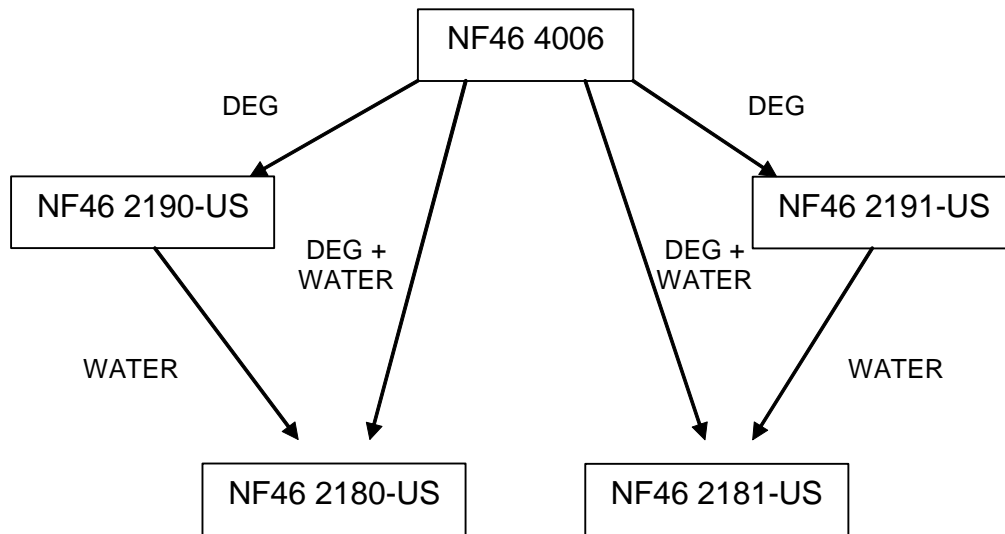 NF46 4006
DEG
DEG
NF46 2190-US
NF46 2191-US
DEG +
WATER
DEG +
WATER
WATER
WATER
NF46 2180-US
NF46 2181-US